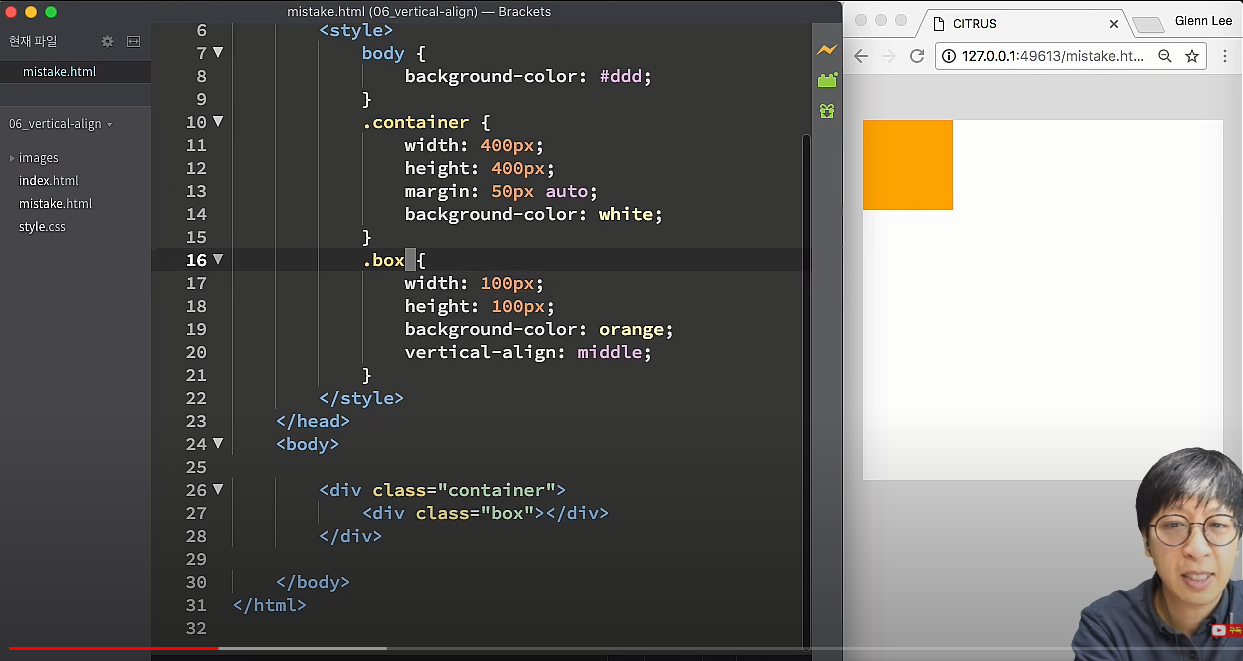 mistake.html (06_vertical-align) — Brackets
현재 파일
mistake.html
06_vertical-align
images
index.html
mistake.html
style.css
6 <style>
7 body {
8 background-color: #ddd;
9 }
10 .container {
11 width: 400px;
12 height: 400px;
13 margin: 50px auto;
14 background-color: white;
15 }
16 .box {
17 width: 100px;
18 height: 100px;
19 background-color: orange;
20 vertical-align: middle;
21 }
22 </style>
23 </head>
24 <body>
25
26 <div class="container">
27 <div class="box"></div>
28 </div>
29
30 </body>
31 </html>
32
CITRUS
Glenn Lee
127.0.0.1:49613/mistake.ht...
구독